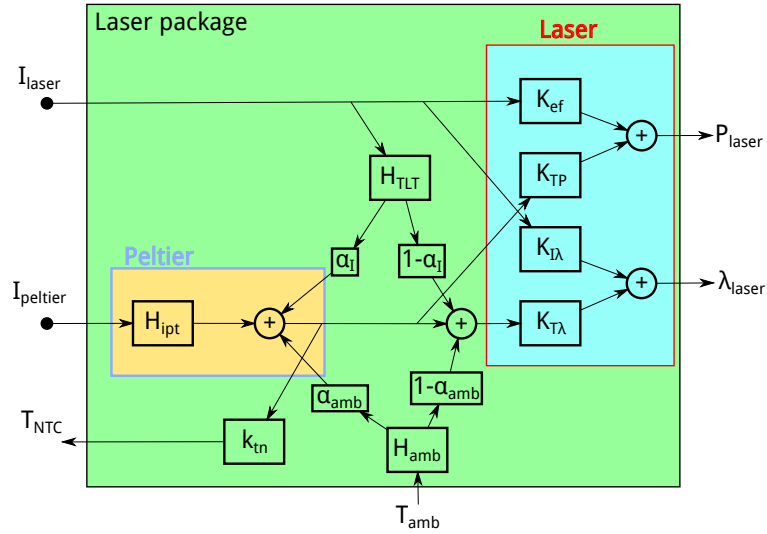 Laser package
Laser
I_laser
K_ef
P_laser
K_TP
H_TLT
Peltier
α_I
1-α_I
K_Iλ
λ_laser
I_peltier
H_ipt
+
+
+
+
K_Tλ
α_amb
1-α_amb
T_NTC
k_tn
H_amb
T_amb